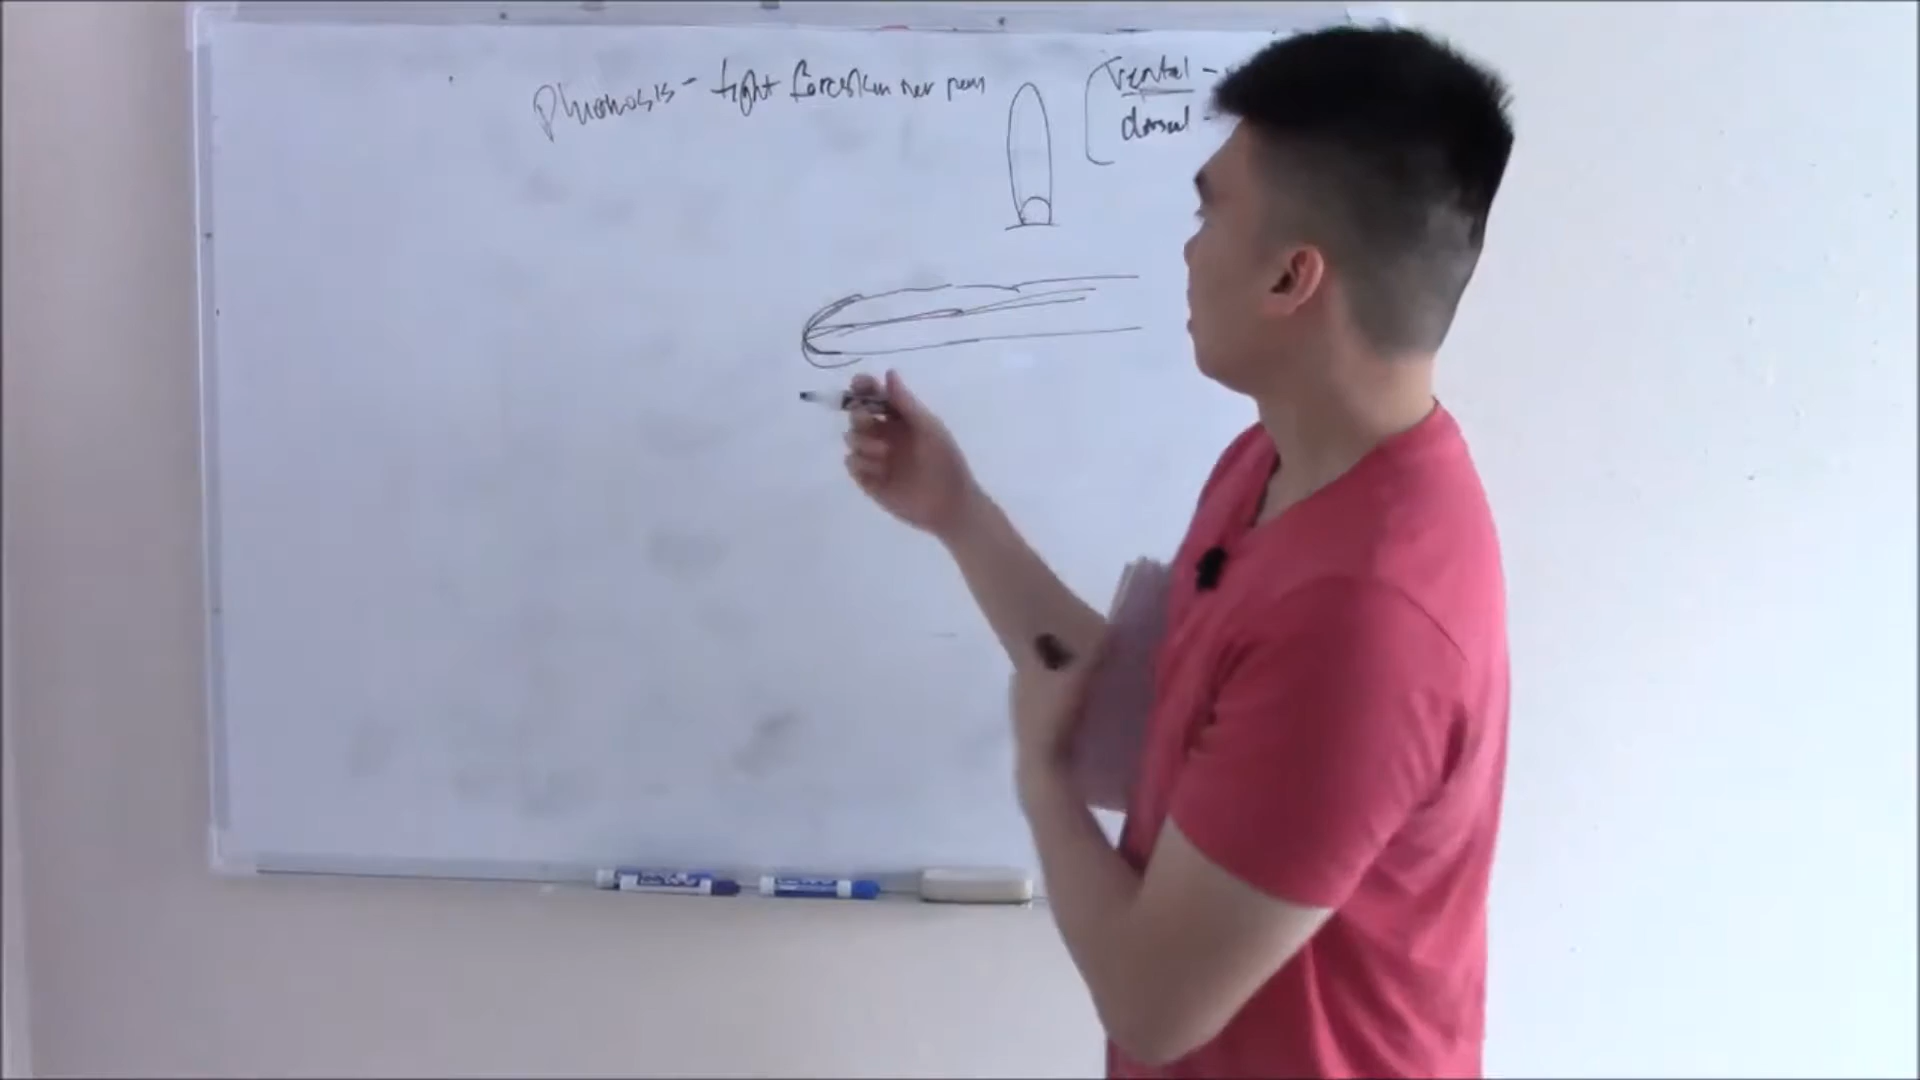 Phimosis - tight foreskin over penis
ventral -
dorsal -